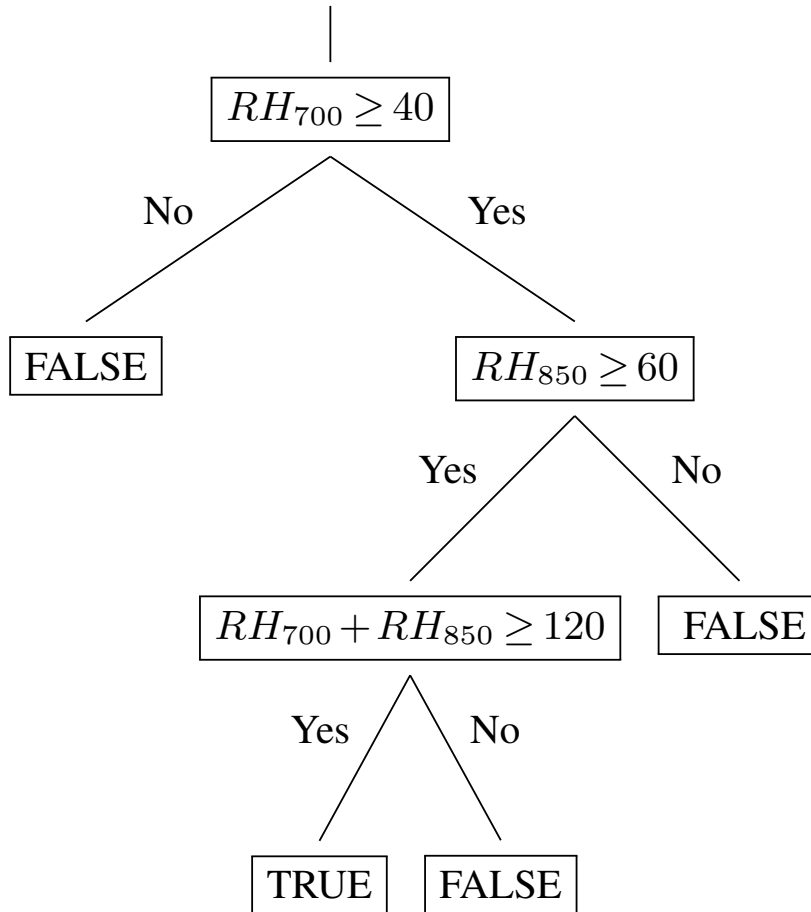 RH₇₀₀ ≥ 40
No
Yes
FALSE
RH₈₅₀ ≥ 60
Yes
No
RH₇₀₀ + RH₈₅₀ ≥ 120
FALSE
Yes
No
TRUE
FALSE